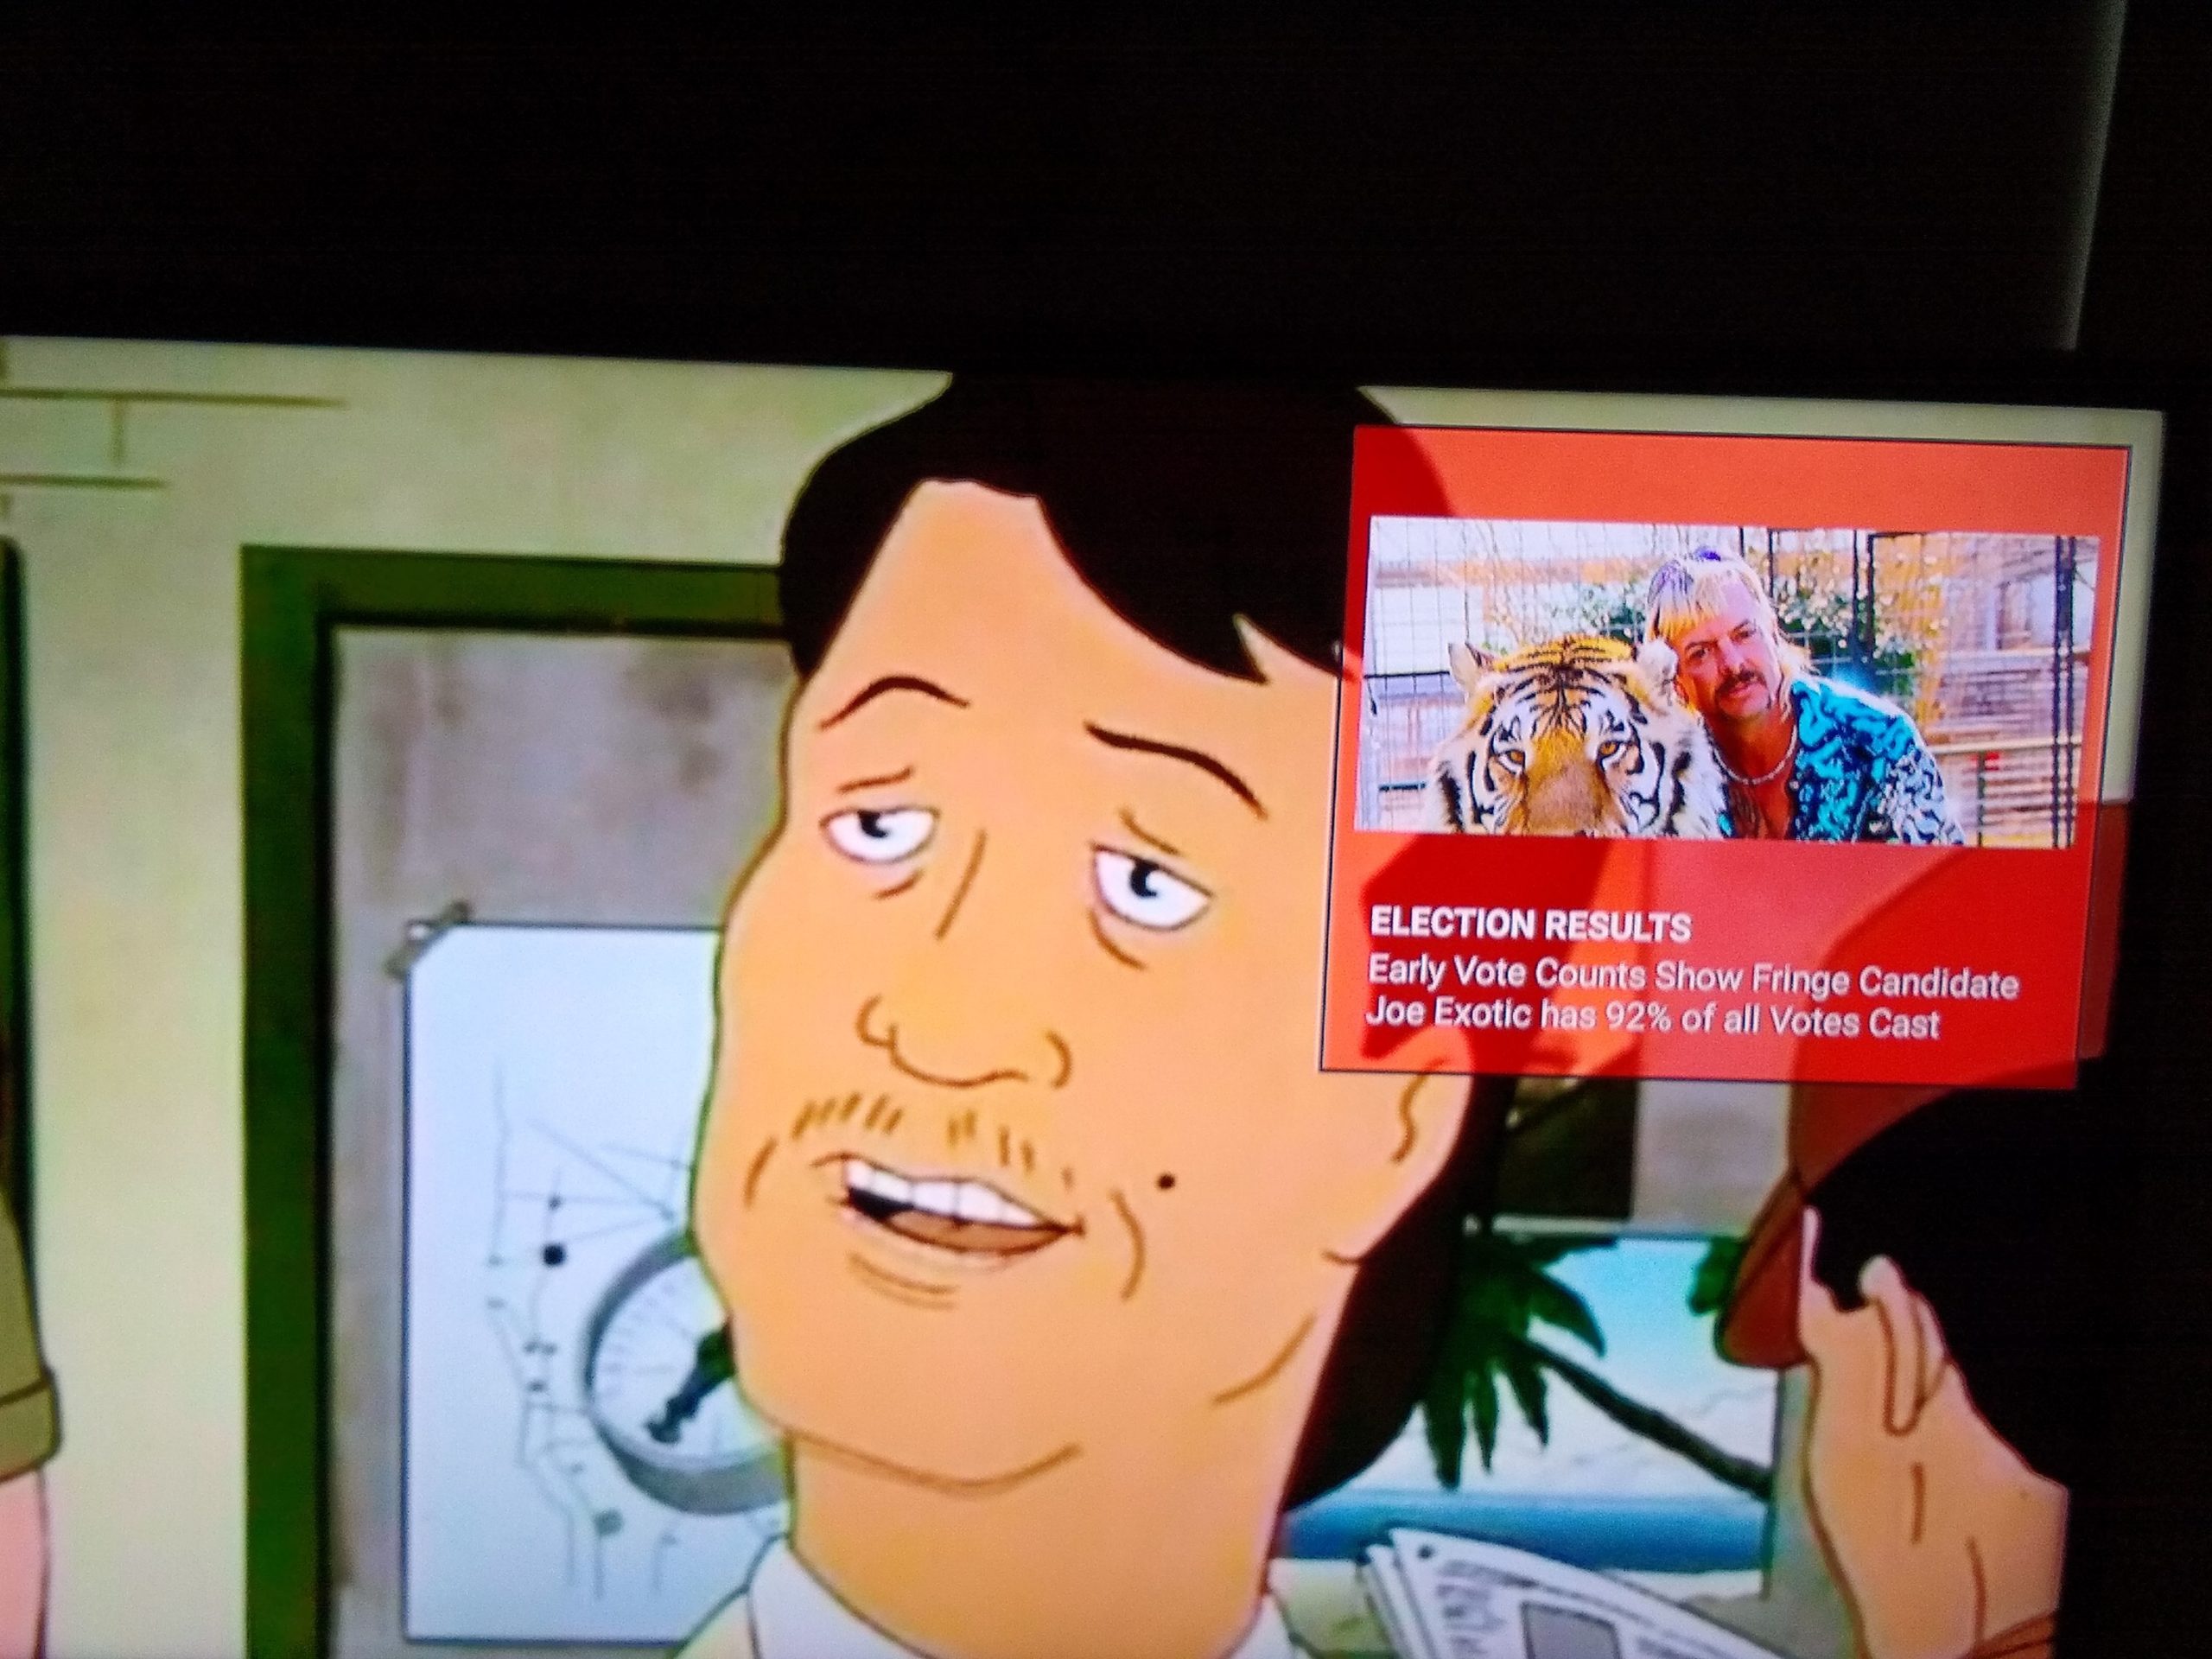 ELECTION RESULTS
Early Vote Counts Show Fringe Candidate
Joe Exotic has 92% of all Votes Cast